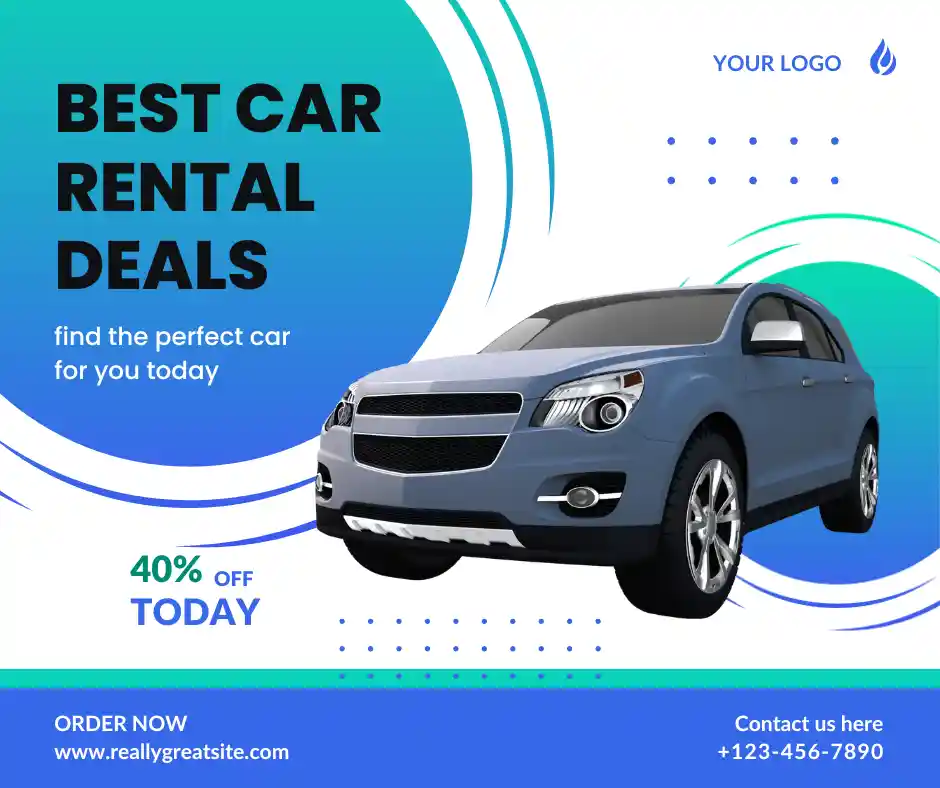 YOUR LOGO
BEST CAR
RENTAL
DEALS
find the perfect car
for you today
40% OFF
TODAY
ORDER NOW
www.reallygreatsite.com
Contact us here
+123-456-7890